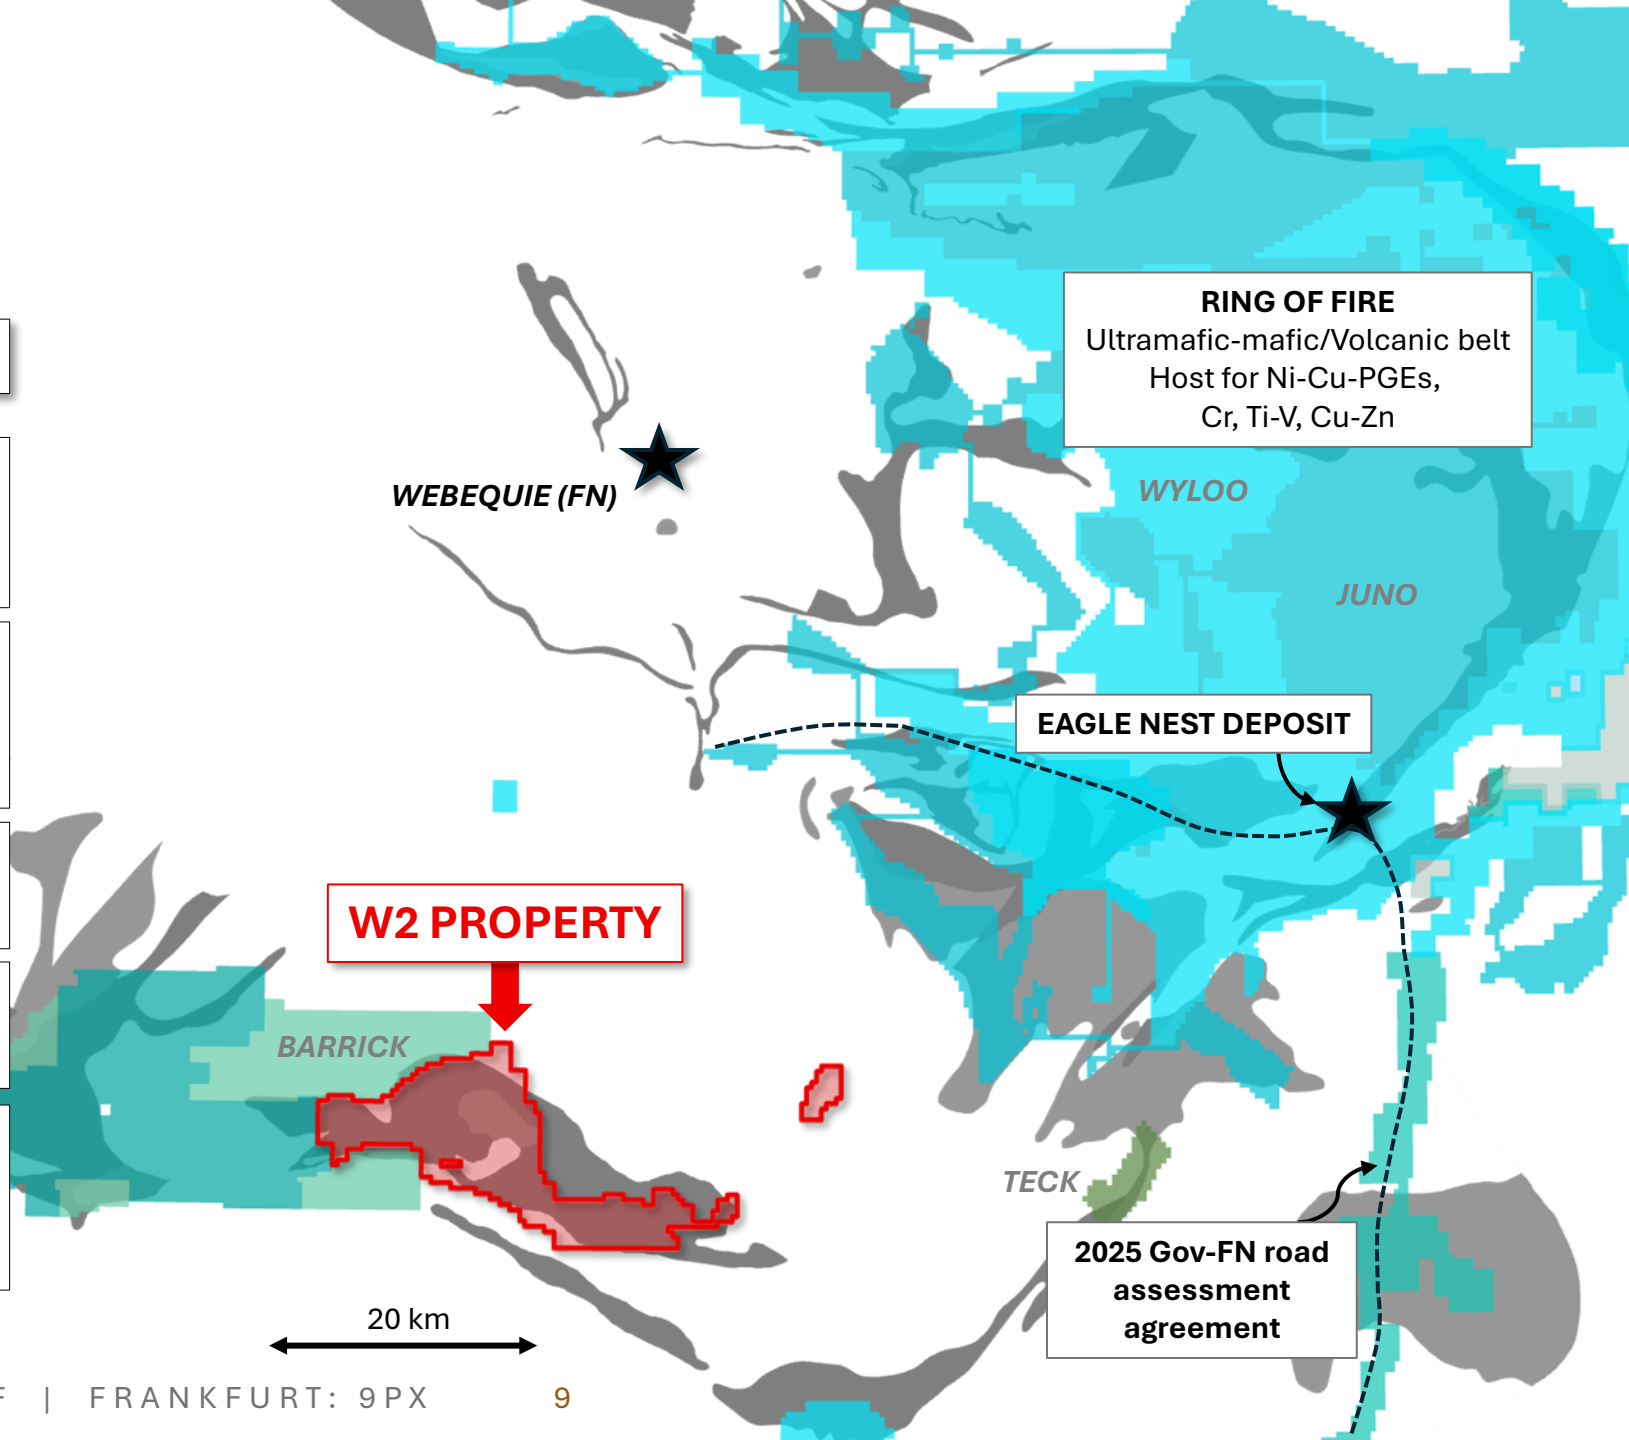 RING OF FIRE
Ultramafic-mafic/Volcanic belt
Host for Ni-Cu-PGEs,
Cr, Ti-V, Cu-Zn
WEBEQUIE (FN)
WYLOO
JUNO
EAGLE NEST DEPOSIT
W2 PROPERTY
BARRICK
TECK
2025 Gov-FN road
assessment
agreement
20 km
F | FRANKFURT: 9PX 9